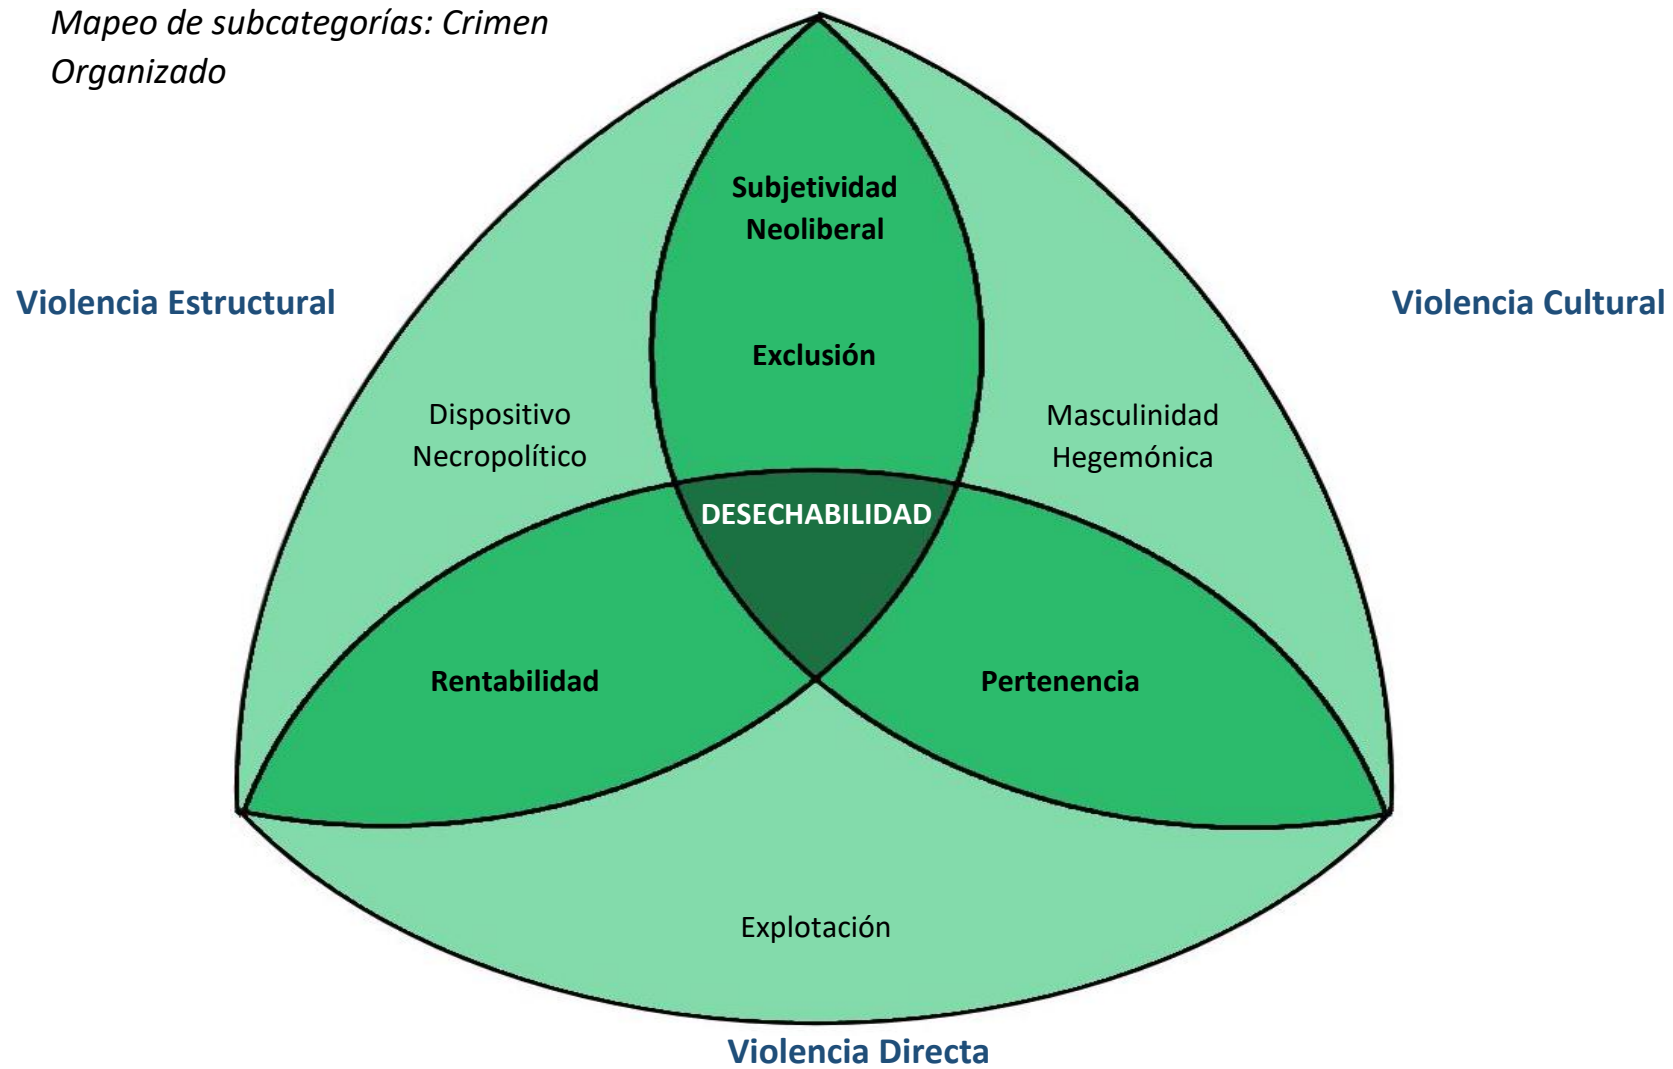 Mapeo de subcategorías: Crimen
Organizado
Subjetividad
Neoliberal
Violencia Estructural
Violencia Cultural
Exclusión
Dispositivo
Necropolítico
Masculinidad
Hegemónica
DESECHABILIDAD
Rentabilidad
Pertenencia
Explotación
Violencia Directa